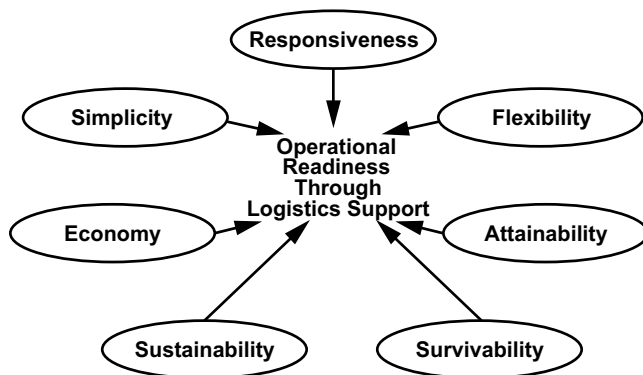 Responsiveness
Simplicity
Flexibility
Operational
Readiness
Through
Logistics Support
Economy
Attainability
Sustainability
Survivability